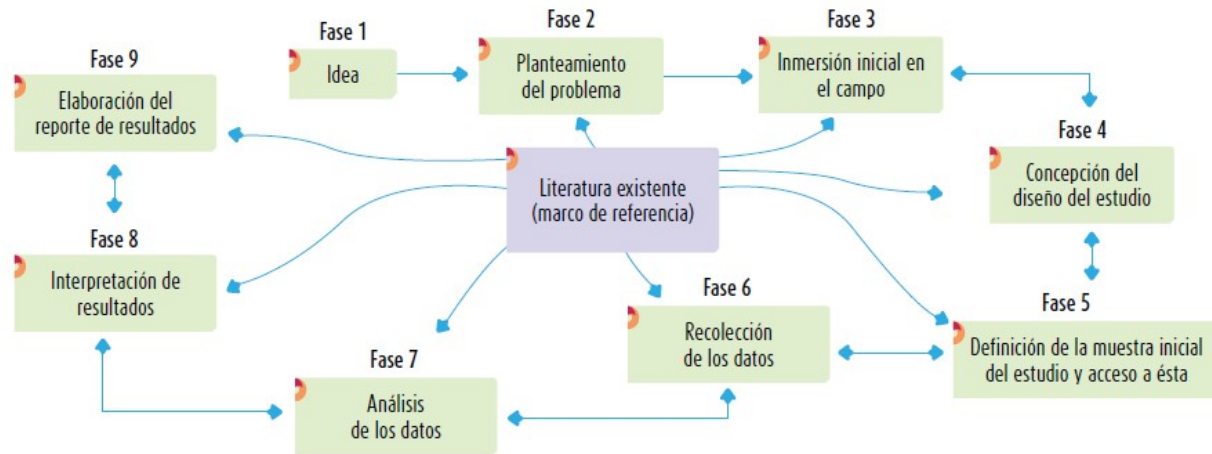 Fase 1
Idea
Fase 2
Planteamiento
del problema
Fase 3
Inmersión inicial en
el campo
Fase 4
Concepción del
diseño del estudio
Fase 5
Definición de la muestra inicial
del estudio y acceso a ésta
Fase 6
Recolección
de los datos
Fase 7
Análisis
de los datos
Fase 8
Interpretación de
resultados
Fase 9
Elaboración del
reporte de resultados
Literatura existente
(marco de referencia)